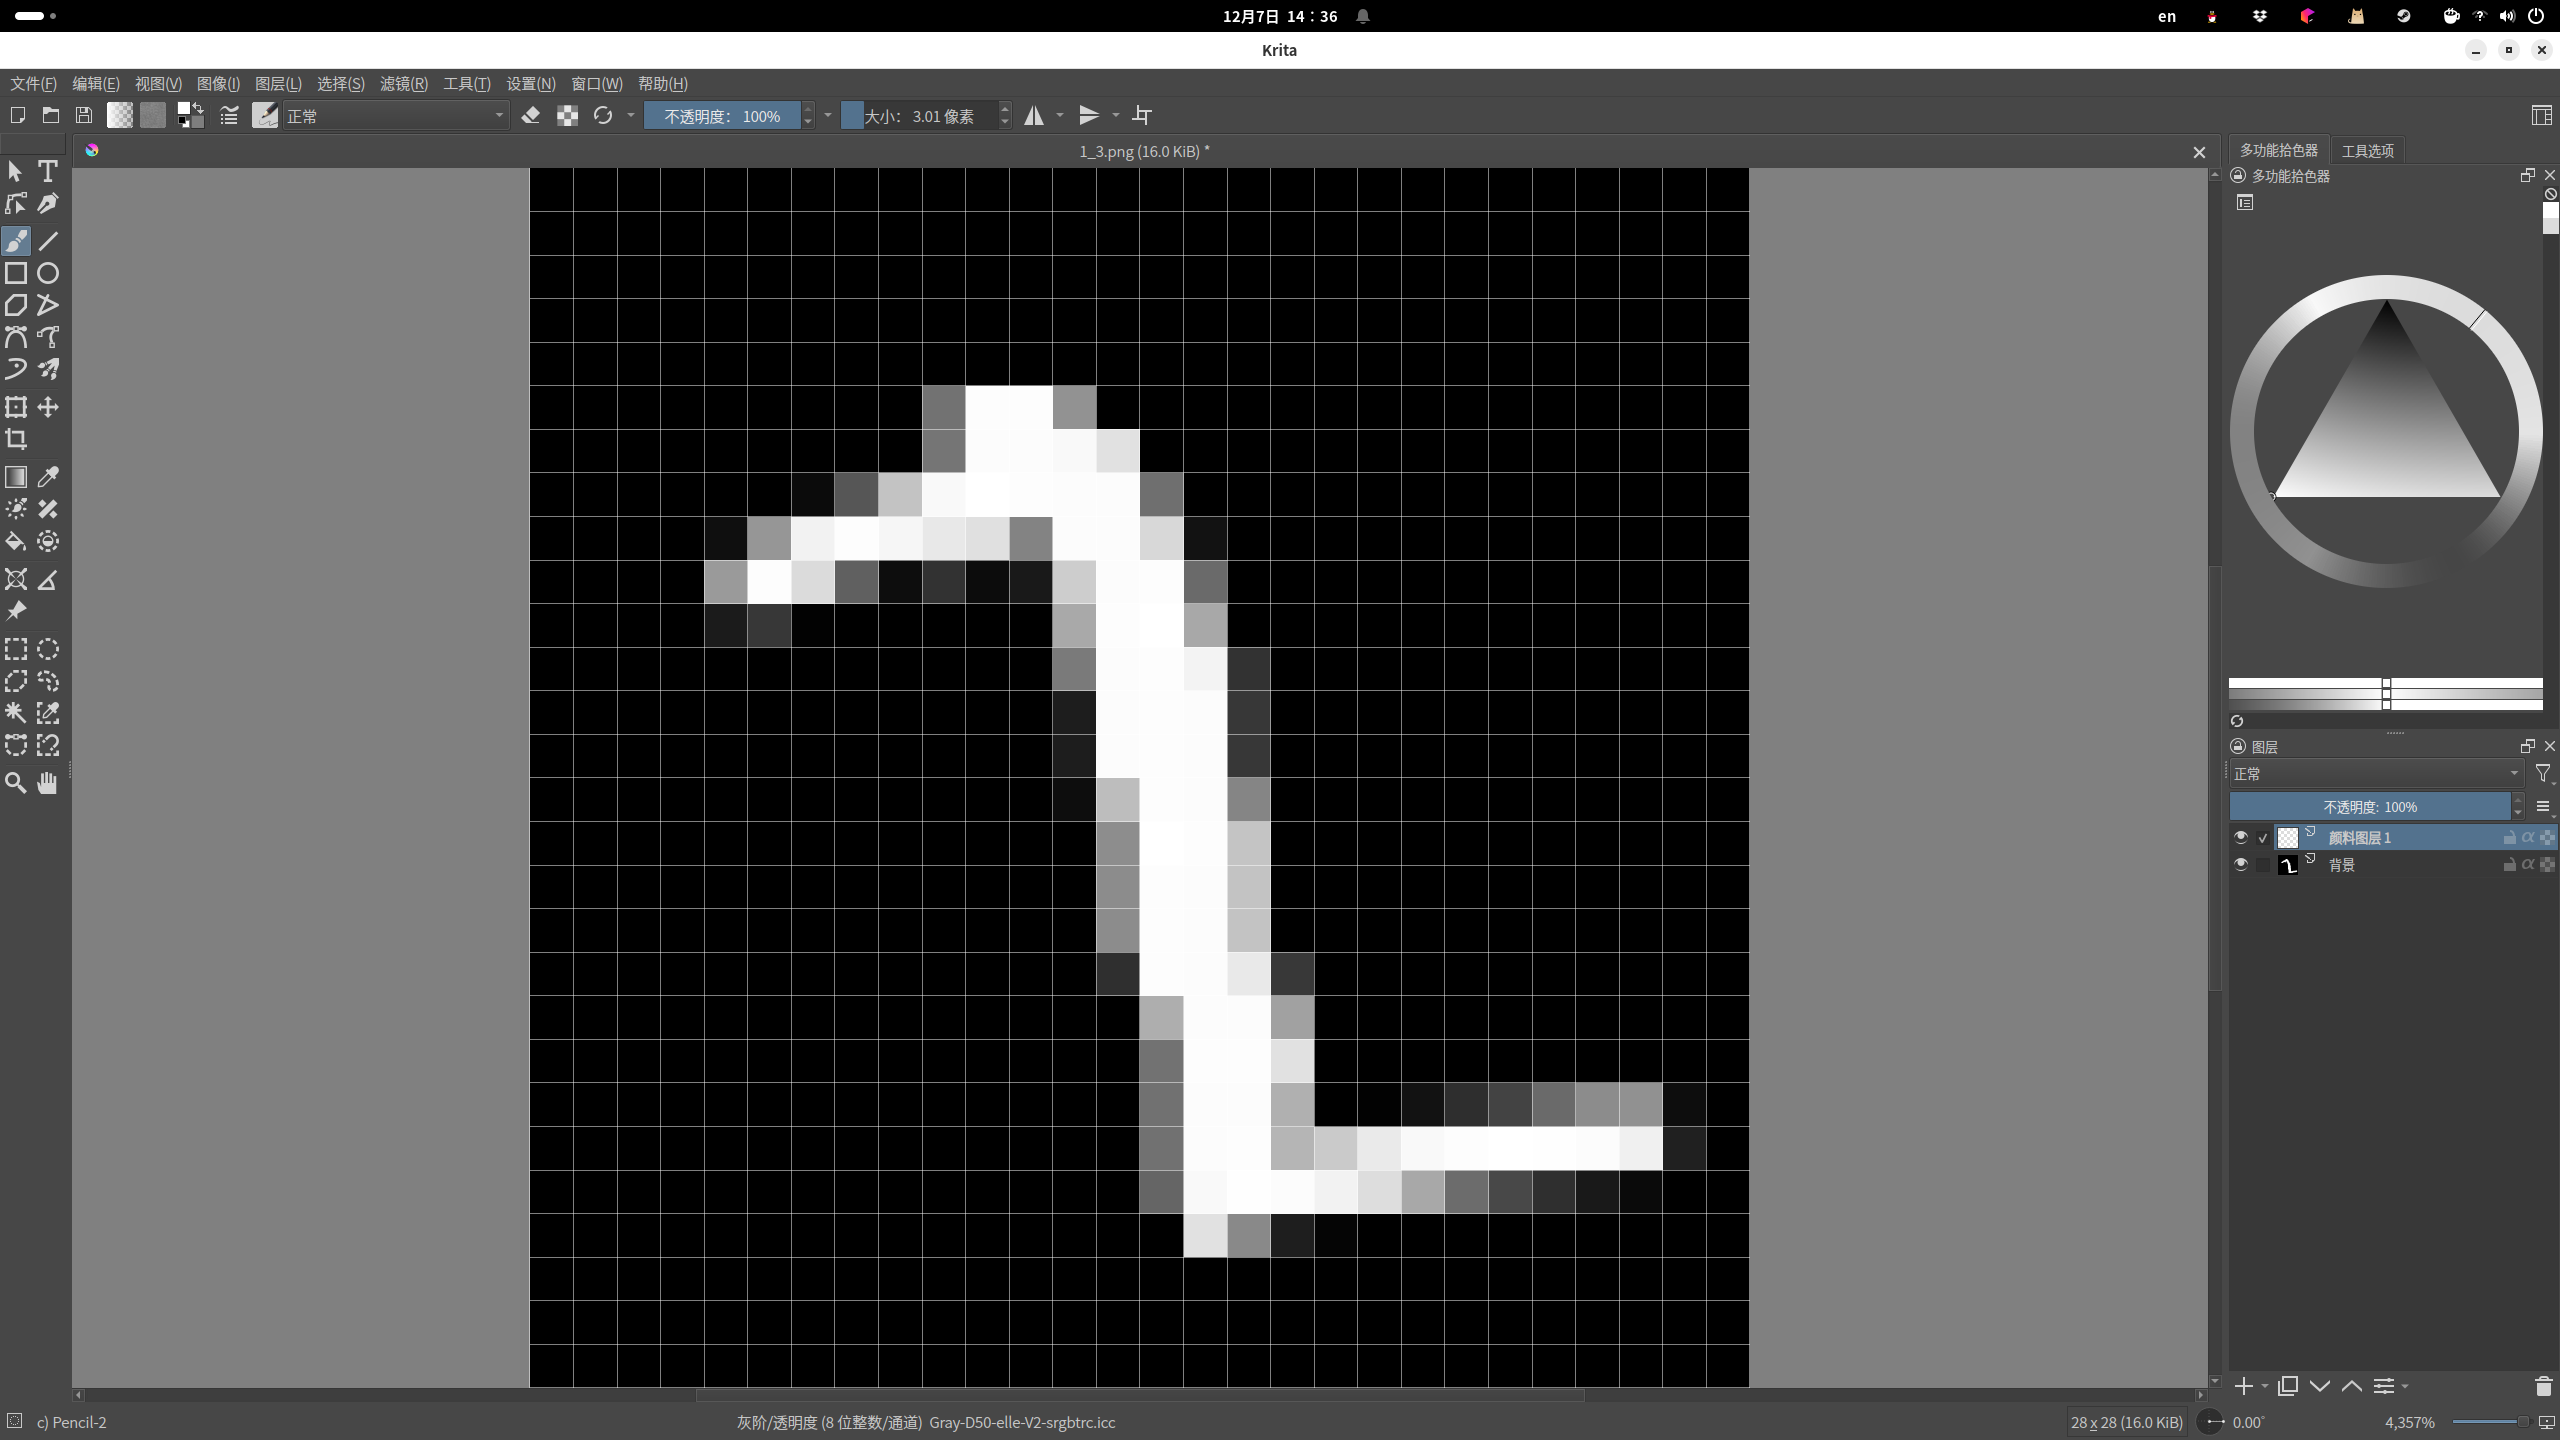 12月7日 14：36
en
Krita
文件(F) 编辑(E) 视图(V) 图像(I) 图层(L) 选择(S) 滤镜(R) 工具(T) 设置(N) 窗口(W) 帮助(H)
正常 不透明度： 100% 大小： 3.01 像素
1_3.png (16.0 KiB) *
多功能拾色器 工具选项
多功能拾色器
图层
正常
不透明度: 100%
颜料图层 1
背景
c) Pencil-2
灰阶/透明度 (8 位整数/通道) Gray-D50-elle-V2-srgbtrc.icc
28 x 28 (16.0 KiB)
0.00°
4,357%